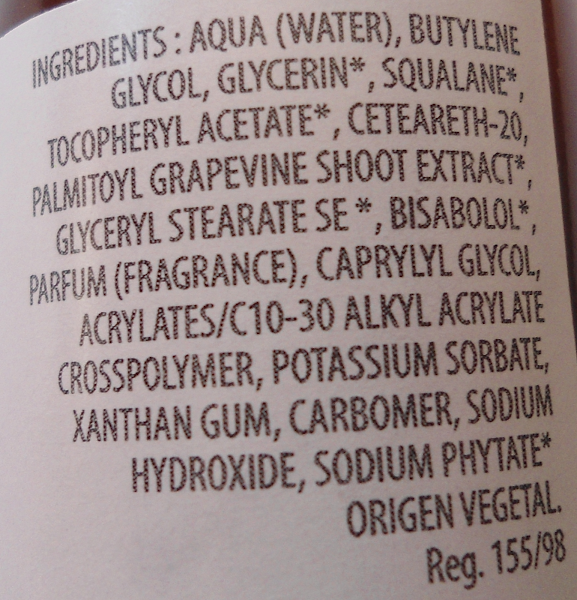 INGREDIENTS : AQUA (WATER), BUTYLENE
GLYCOL, GLYCERIN*, SQUALANE*,
TOCOPHERYL ACETATE*, CETEARETH-20,
PALMITOYL GRAPEVINE SHOOT EXTRACT*,
GLYCERYL STEARATE SE *, BISABOLOL*,
PARFUM (FRAGRANCE), CAPRYLYL GLYCOL,
ACRYLATES/C10-30 ALKYL ACRYLATE
CROSSPOLYMER, POTASSIUM SORBATE,
XANTHAN GUM, CARBOMER, SODIUM
HYDROXIDE, SODIUM PHYTATE*
ORIGEN VEGETAL.
Reg. 155/98